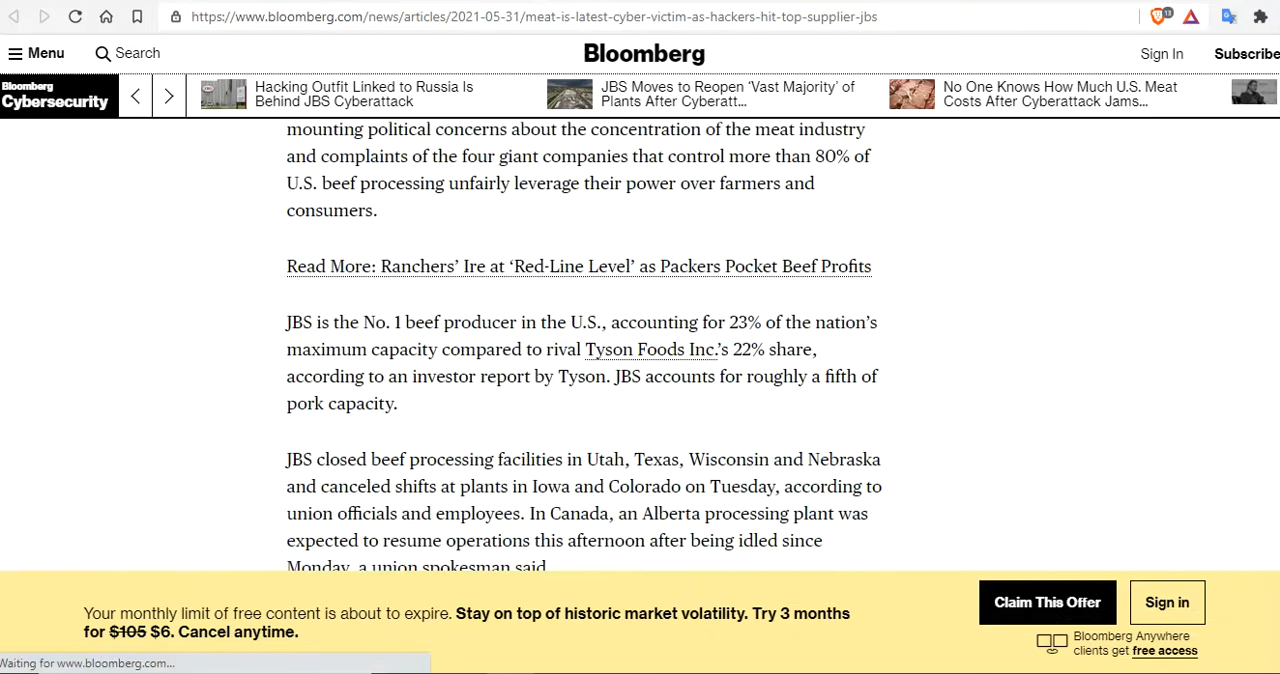 https://www.bloomberg.com/news/articles/2021-05-31/meat-is-latest-cyber-victim-as-hackers-hit-top-supplier-jbs
Menu
Search
Bloomberg
Sign In
Subscribe
Bloomberg
Cybersecurity
Hacking Outfit Linked to Russia Is
Behind JBS Cyberattack
JBS Moves to Reopen ‘Vast Majority’ of
Plants After Cyberatt...
No One Knows How Much U.S. Meat
Costs After Cyberattack Jams...
mounting political concerns about the concentration of the meat industry
and complaints of the four giant companies that control more than 80% of
U.S. beef processing unfairly leverage their power over farmers and
consumers.
Read More: Ranchers’ Ire at ‘Red-Line Level’ as Packers Pocket Beef Profits
JBS is the No. 1 beef producer in the U.S., accounting for 23% of the nation’s
maximum capacity compared to rival Tyson Foods Inc.’s 22% share,
according to an investor report by Tyson. JBS accounts for roughly a fifth of
pork capacity.
JBS closed beef processing facilities in Utah, Texas, Wisconsin and Nebraska
and canceled shifts at plants in Iowa and Colorado on Tuesday, according to
union officials and employees. In Canada, an Alberta processing plant was
expected to resume operations this afternoon after being idled since
Monday, a union spokesman said.
Your monthly limit of free content is about to expire. Stay on top of historic market volatility. Try 3 months
for $105 $6. Cancel anytime.
Claim This Offer
Sign in
Bloomberg Anywhere
clients get free access
Waiting for www.bloomberg.com...